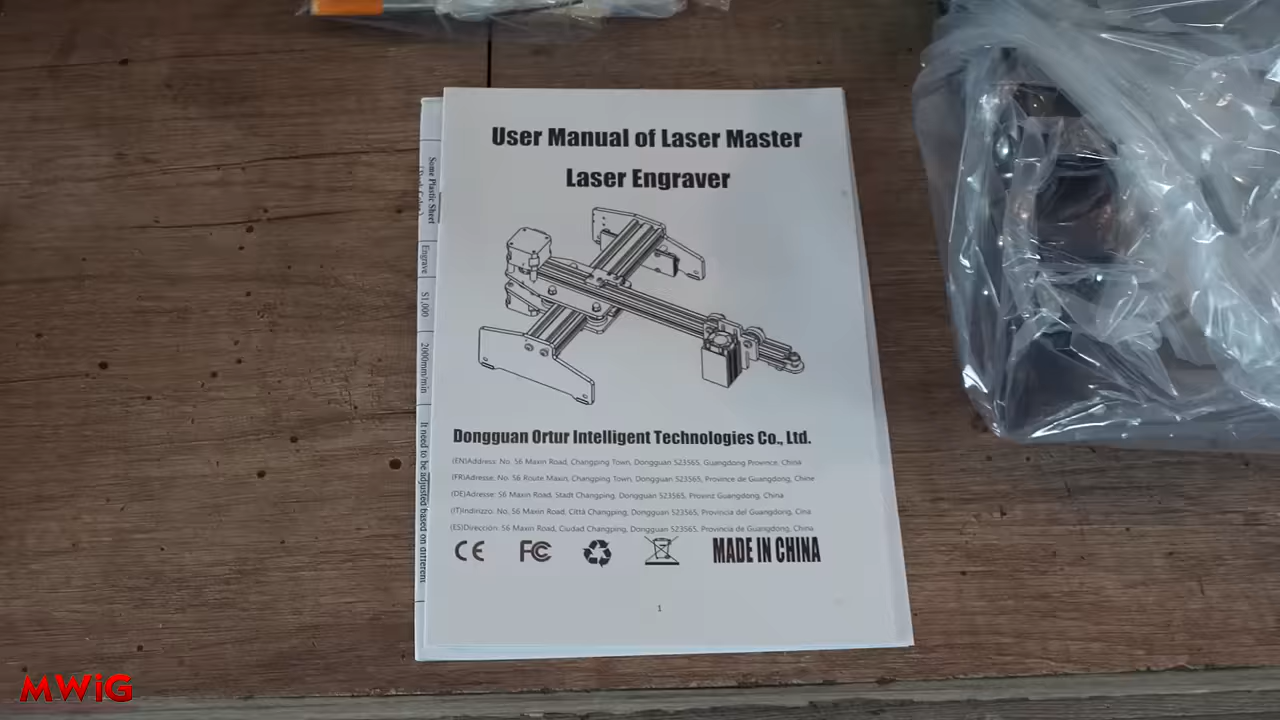 User Manual of Laser Master
Laser Engraver
Dongguan Ortur Intelligent Technologies Co., Ltd.
(EN)Address: No. 56 Maxin Road, Changping Town, Dongguan 523565, Guangdong Province, China
(FR)Adresse: No. 56 Route Maxin, Changping Town, Dongguan 523565, Province de Guangdong, Chine
(DE)Adresse: 56 Maxin Road, Stadt Changping, Dongguan 523565, Provinz Guangdong, China
(IT)Indirizzo: No. 56 Maxin Road, Città Changping, Dongguan 523565, Provincia del Guangdong, Cina
(ES)Dirección: 56 Maxin Road, Ciudad Changping, Dongguan 523565, Provincia de Guangdong, China
CE FC MADE IN CHINA
1
Some Plastic Sheet
Engrave
S1,000
2000mm/min
It need to be adjusted based on different
MWiG